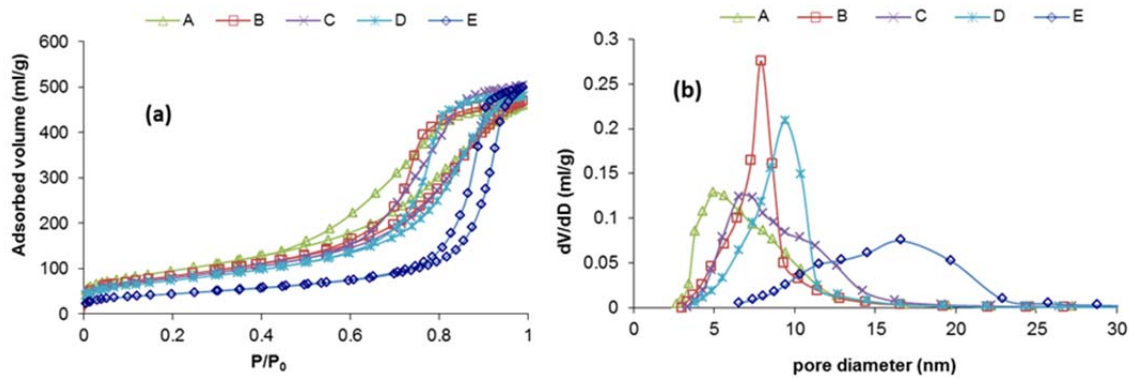 A B C D E
600
500
400
300
200
100
0
0 0.2 0.4 0.6 0.8 1
Adsorbed volume (ml/g)
P/P0
(a)
A B C D E
0.3
0.25
0.2
0.15
0.1
0.05
0
0 5 10 15 20 25 30
dV/dD (ml/g)
pore diameter (nm)
(b)